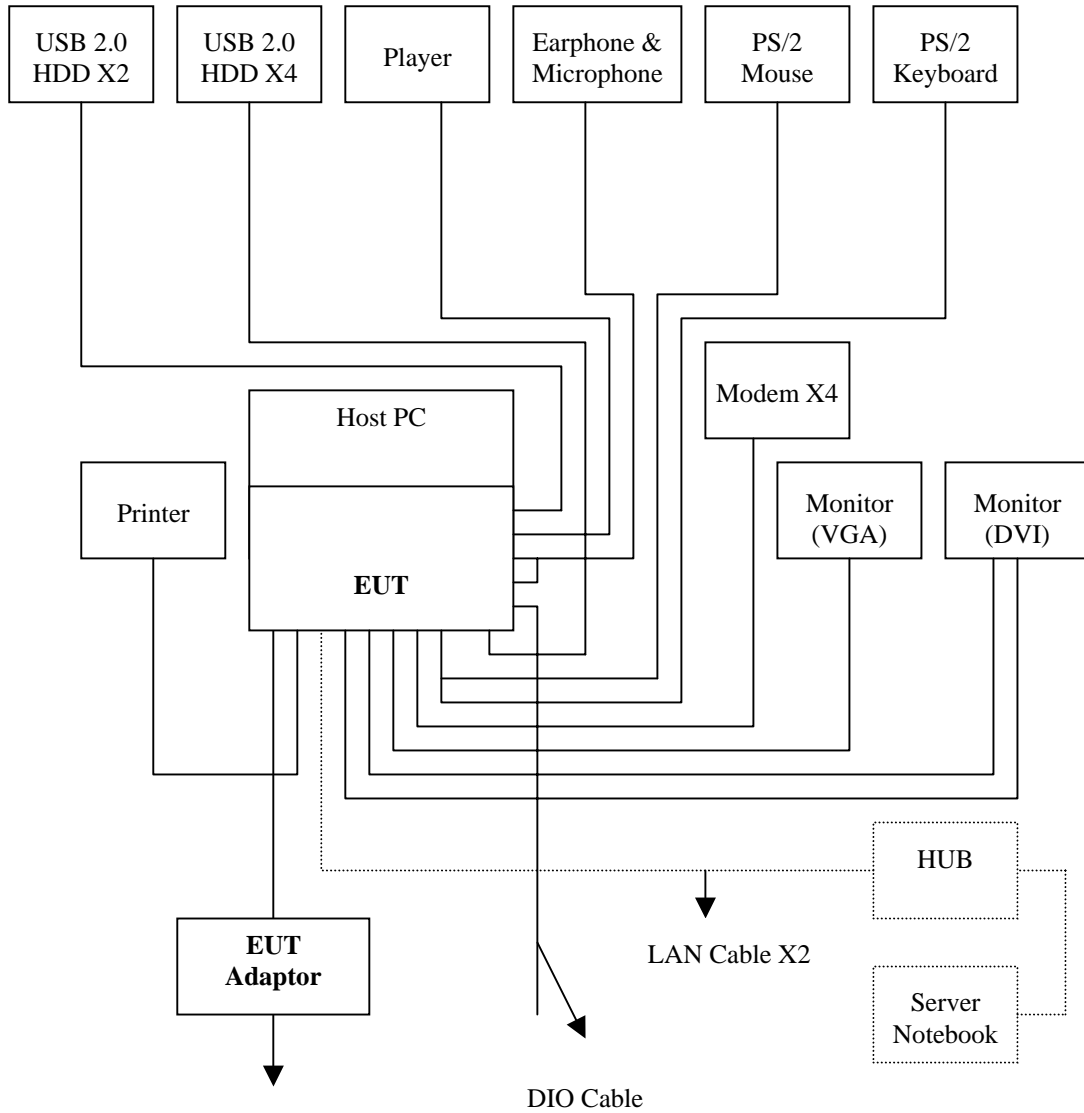 USB 2.0
HDD X2
USB 2.0
HDD X4
Player
Earphone &
Microphone
PS/2
Mouse
PS/2
Keyboard
Modem X4
Host PC
Printer
Monitor
(VGA)
Monitor
(DVI)
EUT
HUB
EUT
Adaptor
LAN Cable X2
Server
Notebook
DIO Cable